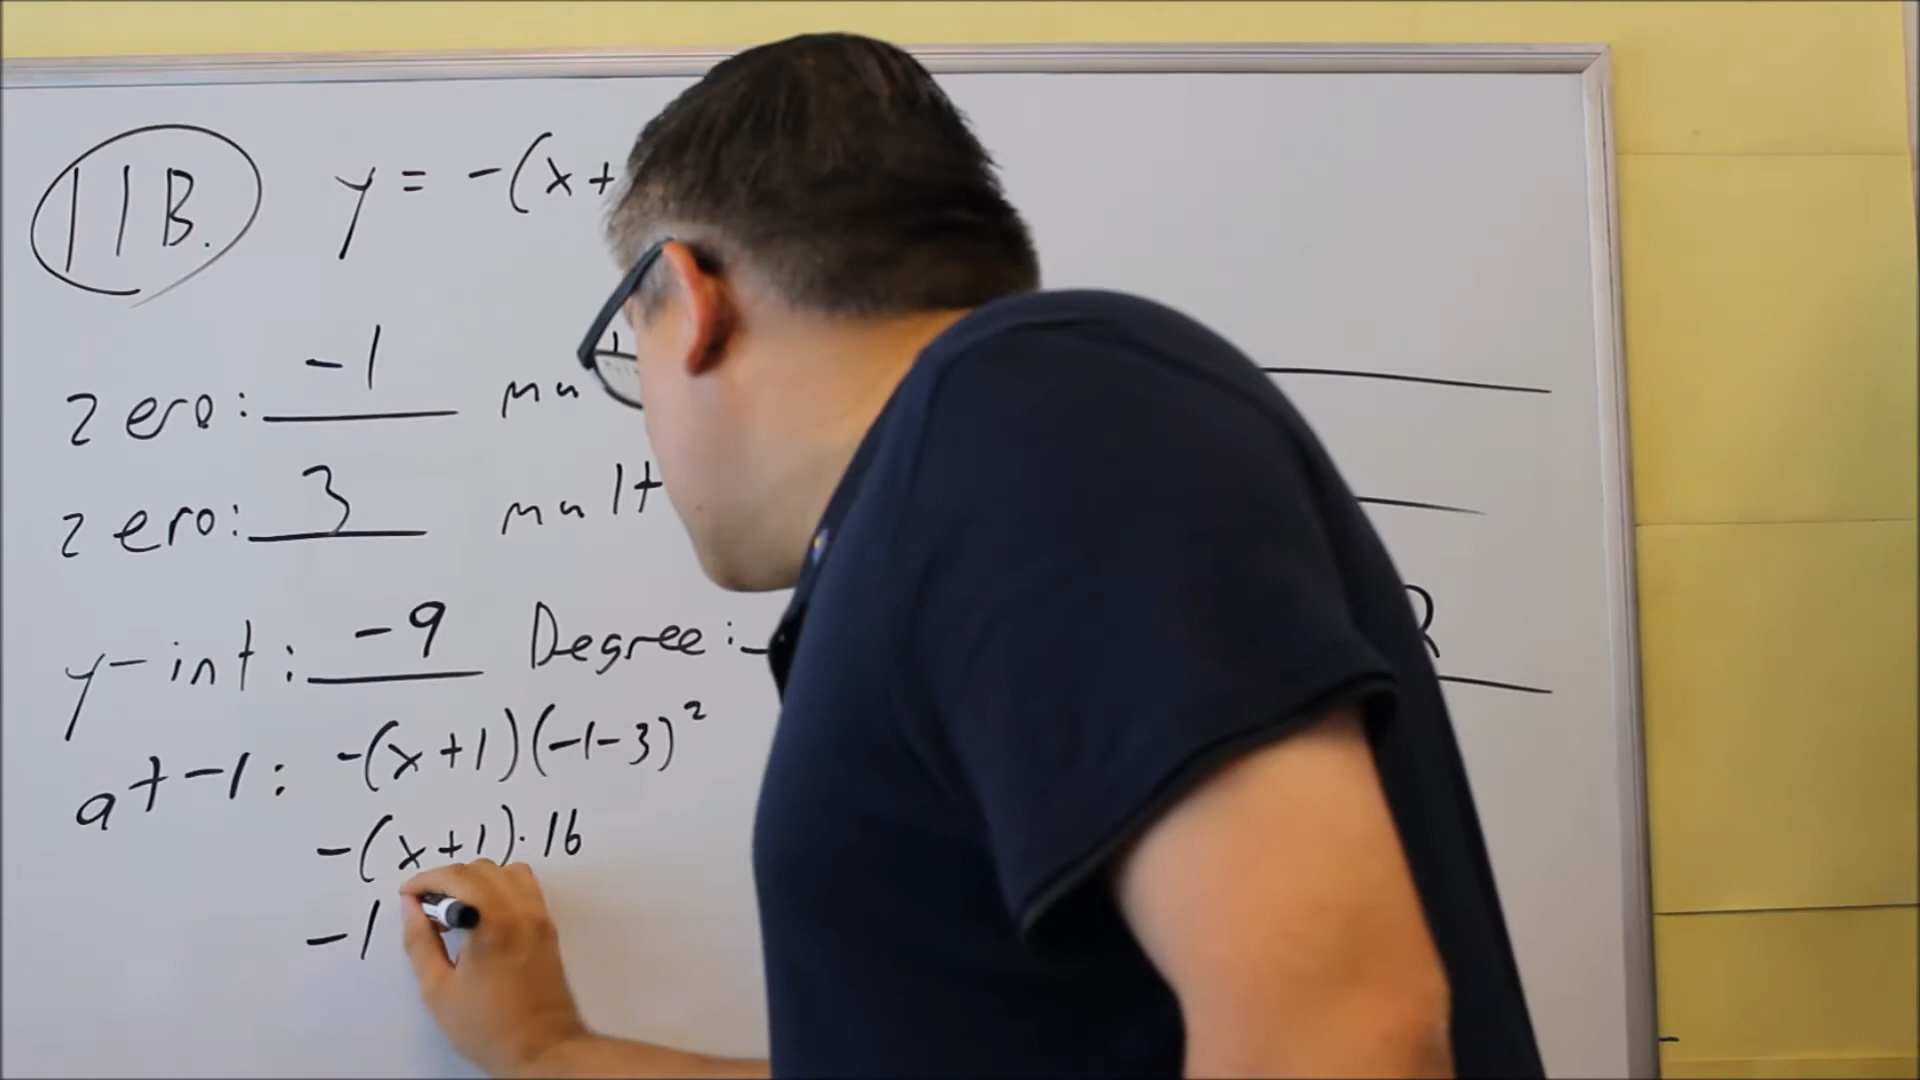 11B. y = -(x+
zero: -1 mu
zero: 3 mult
y-int: -9 Degree:
at -1: -(x+1)(-1-3)²
-(x+1)·16
-1